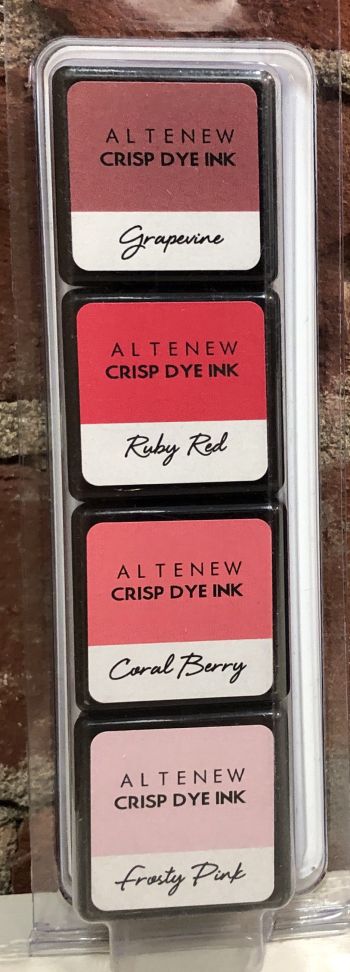 ALTENEW
CRISP DYE INK
Grapevine
ALTENEW
CRISP DYE INK
Ruby Red
ALTENEW
CRISP DYE INK
Coral Berry
ALTENEW
CRISP DYE INK
Frosty Pink